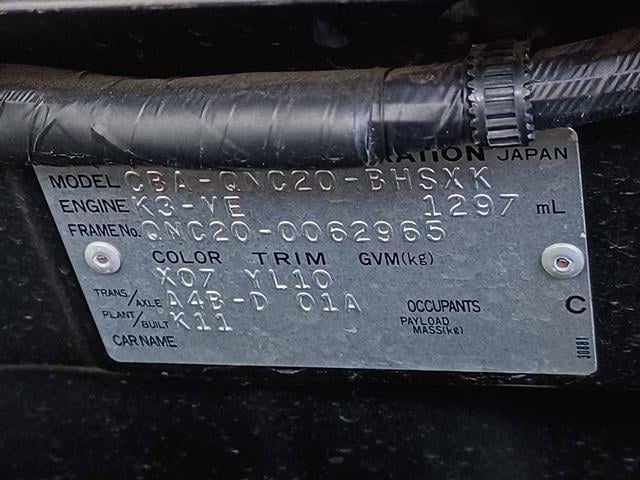 RATION JAPAN
MODEL CBA-QNC20-BHSXK
ENGINE K3-VE 1297 mL
FRAME No. QNC20-0062965
COLOR TRIM GVM(kg)
X07 YL10
TRANS./AXLE A4B-D 01A OCCUPANTS C
PLANT/BUILT K11 PAYLOAD MASS(kg)
CAR NAME
30881